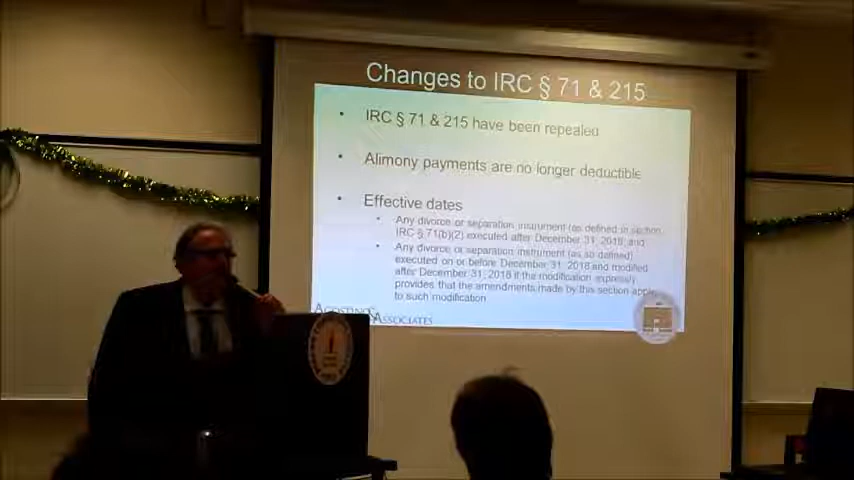 Changes to IRC § 71 & 215
• IRC § 71 & 215 have been repealed
• Alimony payments are no longer deductible
• Effective dates
• Any divorce or separation instrument (as defined in section
IRC § 71(b)(2) executed after December 31, 2018; and
• Any divorce or separation instrument (as so defined)
executed on or before December 31, 2018 and modified
after December 31, 2018 if the modification expressly
provides that the amendments made by this section apply
to such modification
AGOSTINO & ASSOCIATES